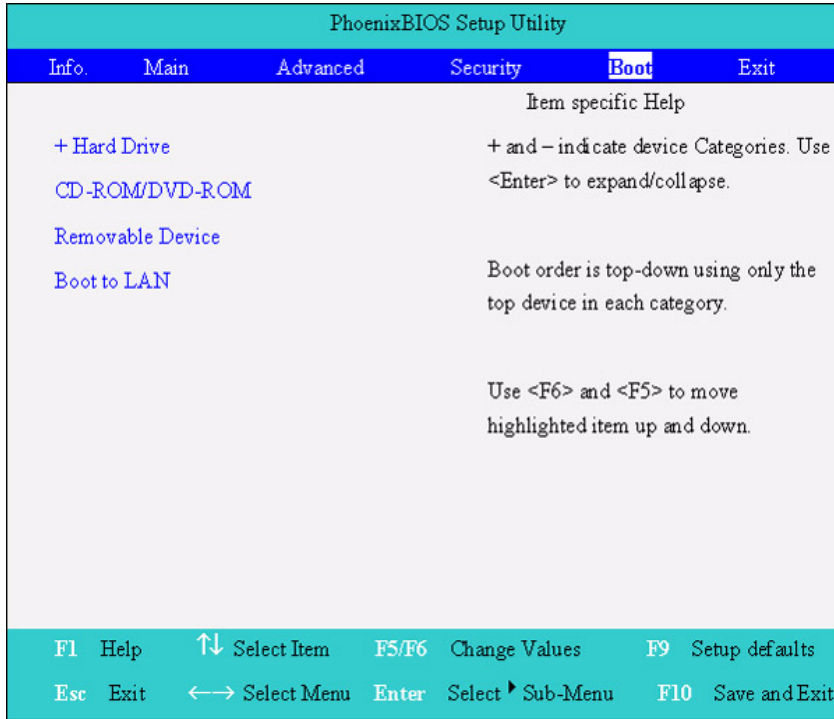 PhoenixBIOS Setup Utility
Info. Main Advanced Security Boot Exit
Item specific Help
+ Hard Drive
CD-ROM/DVD-ROM
Removable Device
Boot to LAN
+ and – indicate device Categories. Use
<Enter> to expand/collapse.
Boot order is top-down using only the
top device in each category.
Use <F6> and <F5> to move
highlighted item up and down.
F1 Help ↑↓ Select Item F5/F6 Change Values F9 Setup defaults
Esc Exit ←→ Select Menu Enter Select ▸ Sub-Menu F10 Save and Exit